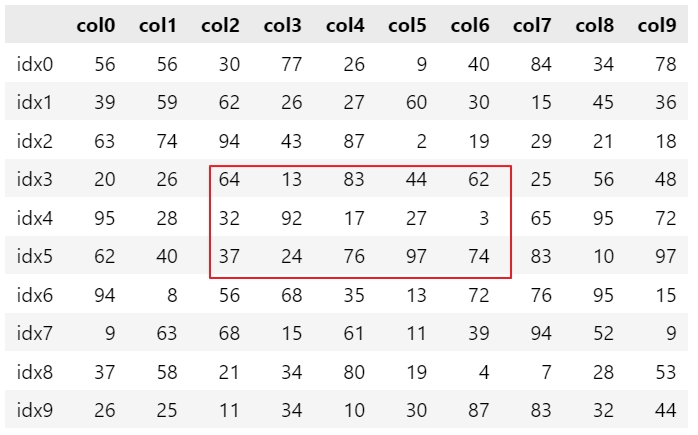 col0 col1 col2 col3 col4 col5 col6 col7 col8 col9
idx0 56 56 30 77 26 9 40 84 34 78
idx1 39 59 62 26 27 60 30 15 45 36
idx2 63 74 94 43 87 2 19 29 21 18
idx3 20 26 64 13 83 44 62 25 56 48
idx4 95 28 32 92 17 27 3 65 95 72
idx5 62 40 37 24 76 97 74 83 10 97
idx6 94 8 56 68 35 13 72 76 95 15
idx7 9 63 68 15 61 11 39 94 52 9
idx8 37 58 21 34 80 19 4 7 28 53
idx9 26 25 11 34 10 30 87 83 32 44